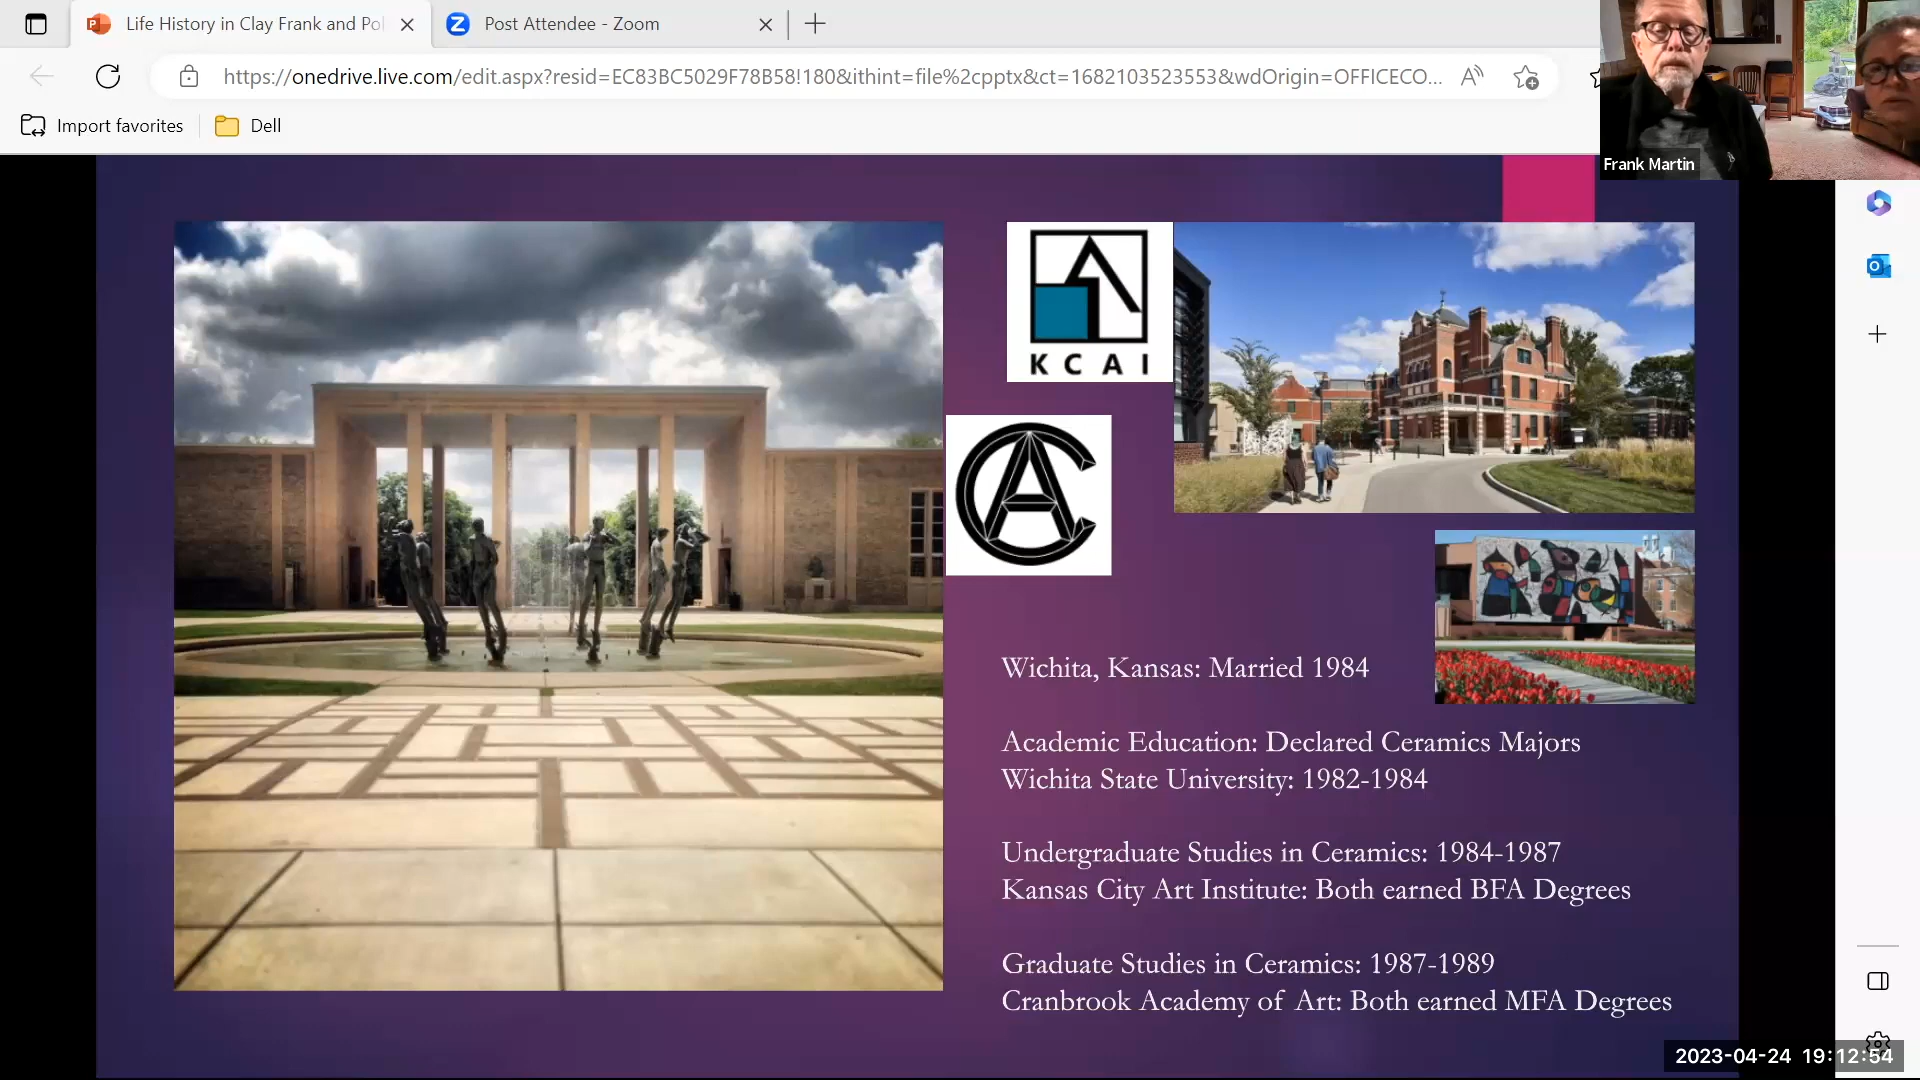 Life History in Clay Frank and Pol
Post Attendee - Zoom
https://onedrive.live.com/edit.aspx?resid=EC83BC5029F78B58!180&ithint=file%2cpptx&ct=1682103523553&wdOrigin=OFFICECO...
Import favorites
Dell
Frank Martin
KCAI
CA
Wichita, Kansas: Married 1984
Academic Education: Declared Ceramics Majors
Wichita State University: 1982-1984
Undergraduate Studies in Ceramics: 1984-1987
Kansas City Art Institute: Both earned BFA Degrees
Graduate Studies in Ceramics: 1987-1989
Cranbrook Academy of Art: Both earned MFA Degrees
2023-04-24 19:12:54